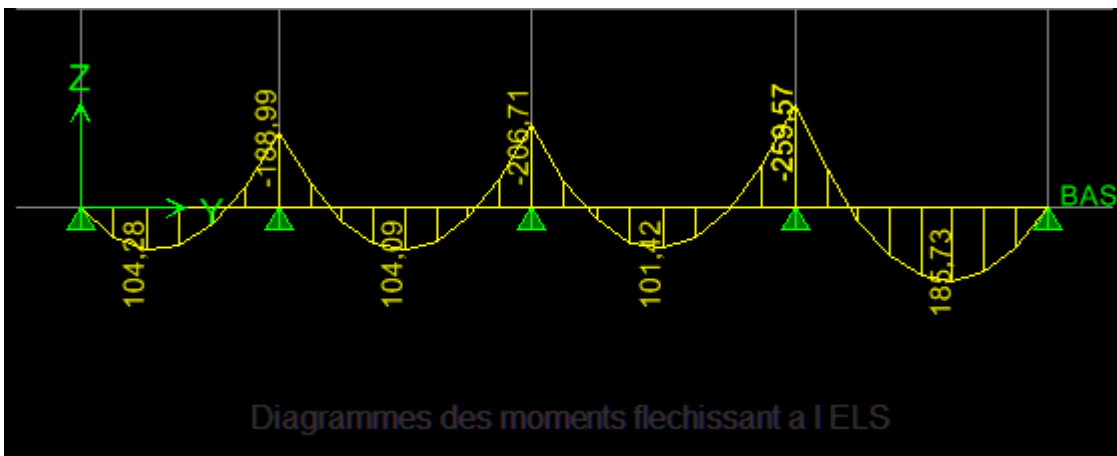 Z
-188,99
-206,71
-259,57
Y
BAS
104,28
104,09
101,42
185,73
Diagrammes des moments flechissant a l ELS